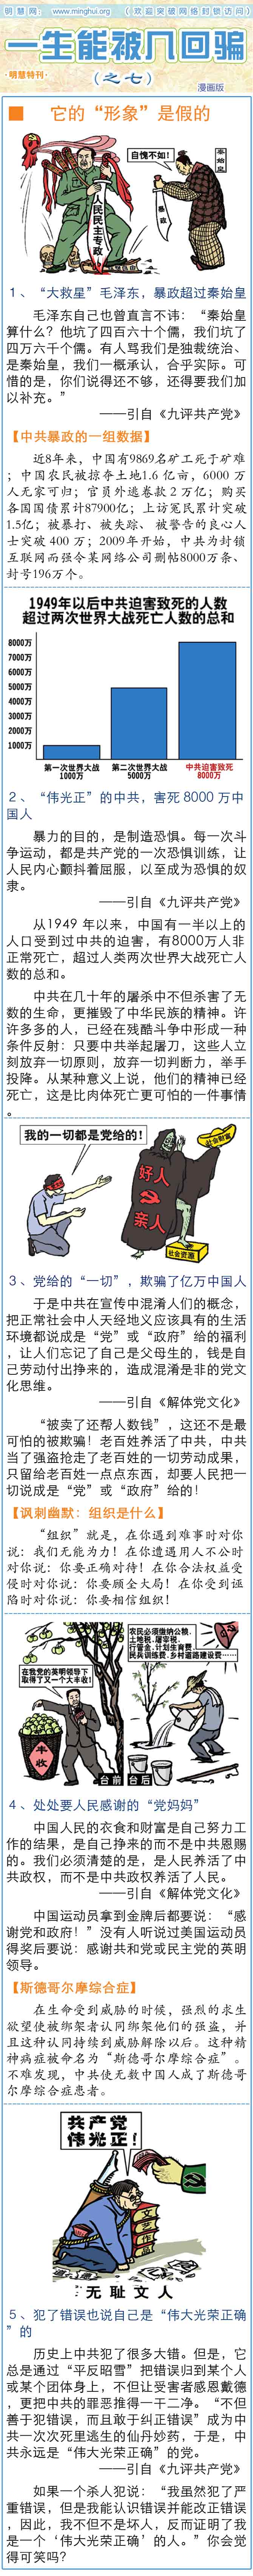 明慧网：www.minghui.org（欢迎突破网络封锁访问）
一生能被几回骗
·明慧特刊·
（之七）
漫画版
■ 它的“形象”是假的
自愧不如！
秦始皇
人民民主专政
暴政
1、“大救星”毛泽东，暴政超过秦始皇
毛泽东自己也曾直言不讳：“秦始皇
算什么？他坑了四百六十个儒，我们坑了
四万六千个儒。有人骂我们是独裁统治、
是秦始皇，我们一概承认，合乎实际。可
惜的是，你们说得还不够，还得要我们加
以补充。”
——引自《九评共产党》
【中共暴政的一组数据】
近8年来，中国有9869名矿工死于矿难
；中国农民被掠夺土地1.6 亿亩，6000 万
人无家可归；官员外逃卷款 2 万亿；购买
各国国债累计87900亿；上访冤民累计突破
1.5亿；被暴打、被失踪、被警告的良心人
士突破 400 万；2009年开始，中共为封锁
互联网而强令某网络公司删帖8000万条、
封号196万个。
1949年以后中共迫害致死的人数
超过两次世界大战死亡人数的总和
8000万
7000万
6000万
5000万
4000万
3000万
2000万
1000万
第一次世界大战 第二次世界大战 中共迫害致死
1000万 5000万 8000万
2、“伟光正”的中共，害死 8000 万中
国人
暴力的目的，是制造恐惧。每一次斗
争运动，都是共产党的一次恐惧训练，让
人民内心颤抖着屈服，以至成为恐惧的奴
隶。
——引自《九评共产党》
从1949 年以来，中国有一半以上的
人口受到过中共的迫害，有8000万人非
正常死亡，超过人类两次世界大战死亡人
数的总和。
中共在几十年的屠杀中不但杀害了无
数的生命，更摧毁了中华民族的精神。许
许多多的人，已经在残酷斗争中形成一种
条件反射：只要中共举起屠刀，这些人立
刻放弃一切原则，放弃一切判断力，举手
投降。从某种意义上说，他们的精神已经
死亡，这是比肉体死亡更可怕的一件事情
。
我的一切都是党给的！
社会财富
好人
亲人
社会资源
3、党给的“一切”，欺骗了亿万中国人
于是中共在宣传中混淆人们的概念，
把正常社会中人天经地义应该具有的生活
环境都说成是“党”或“政府”给的福利
，让人们忘记了自己是父母生的，钱是自
己劳动付出挣来的，造成混淆是非的党文
化思维。
——引自《解体党文化》
“被卖了还帮人数钱”，这还不是最
可怕的被欺骗！老百姓养活了中共，中共
当了强盗抢走了老百姓的一切劳动成果，
只留给老百姓一点点东西，却要人民把一
切说成是“党”或“政府”给的！
【讽刺幽默：组织是什么】
“组织”就是，在你遇到难事时对你
说：我们无能为力！在你遭遇用人不公时
对你说：你要正确对待！在你合法权益受
侵时对你说：你要顾全大局！在你受到诬
陷时对你说：你要相信组织！
在我党的英明领导下
取得了又一个大丰收！
丰收
台前
农民必须缴纳公粮、
土地税、屠宰税、
行蓄金、计划生育费、
民兵训练费、乡村道路建设费……
台后
4、处处要人民感谢的“党妈妈”
中国人民的衣食和财富是自己努力工
作的结果，是自己挣来的而不是中共恩赐
的。我们必须清楚的是，是人民养活了中
共政权，而不是中共政权养活了人民。
——引自《解体党文化》
中国运动员拿到金牌后都要说：“感
谢党和政府！”没有人听说过美国运动员
得奖后要说：感谢共和党或民主党的英明
领导。
【斯德哥尔摩综合症】
在生命受到威胁的时候，强烈的求生
欲望使被绑架者认同绑架他们的强盗，并
且这种认同持续到威胁解除以后。这种精
神病症被命名为“斯德哥尔摩综合症”。
不难发现，中共使无数中国人成了斯德哥
尔摩综合症患者。
共产党
伟光正！
文艺作品
无耻文人
5、犯了错误也说自己是“伟大光荣正确
”的
历史上中共犯了很多大错。但是，它
总是通过“平反昭雪”把错误归到某个人
或某个团体身上，不但让受害者感恩戴德
，更把中共的罪恶推得一干二净。“不但
善于犯错误，而且敢于纠正错误”成为中
共一次次死里逃生的仙丹妙药，于是，中
共永远是“伟大光荣正确”的党。
——引自《九评共产党》
如果一个杀人犯说：“我虽然犯了严
重错误，但是我能认识错误并能改正错误
，因此，我不但不是坏人，反而证明了我
是一个‘伟大光荣正确’的人。”你会觉
得可笑吗？